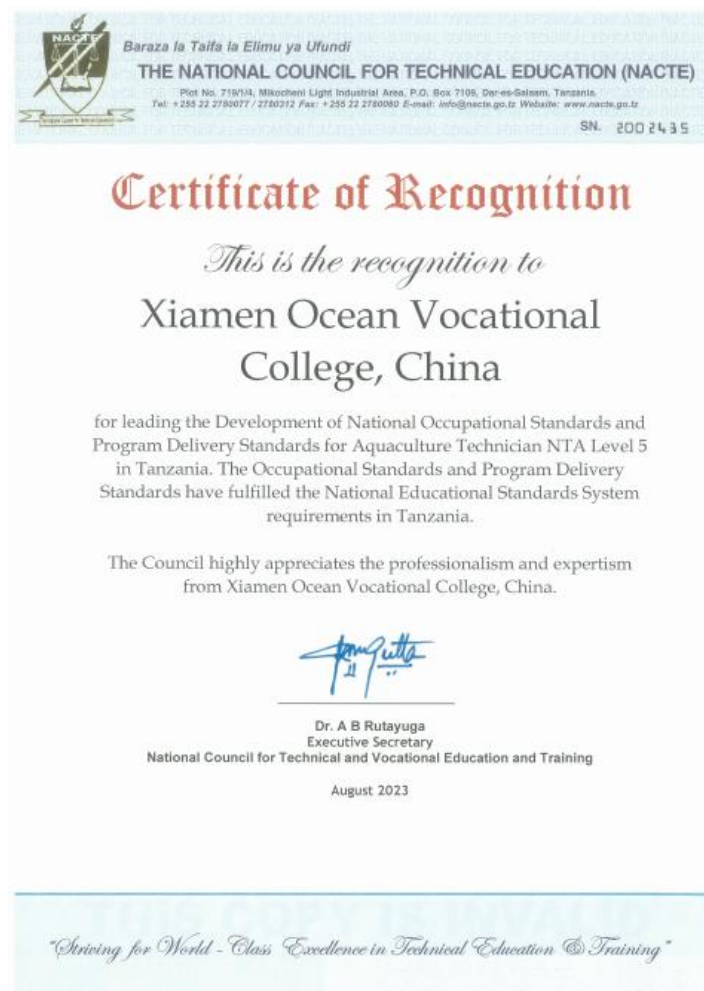 NACTE
Baraza la Taifa la Elimu ya Ufundi
THE NATIONAL COUNCIL FOR TECHNICAL EDUCATION (NACTE)
Plot No. 719/1/4, Mikocheni Light Industrial Area, P.O. Box 7109, Dar-es-Salaam, Tanzania.
Tel: +255 22 2780077 / 2780312 Fax: +255 22 2780060 E-mail: info@nacte.go.tz Website: www.nacte.go.tz
SN. 2002435
Certificate of Recognition
This is the recognition to
Xiamen Ocean Vocational
College, China
for leading the Development of National Occupational Standards and
Program Delivery Standards for Aquaculture Technician NTA Level 5
in Tanzania. The Occupational Standards and Program Delivery
Standards have fulfilled the National Educational Standards System
requirements in Tanzania.
The Council highly appreciates the professionalism and expertism
from Xiamen Ocean Vocational College, China.
Dr. A B Rutayuga
Executive Secretary
National Council for Technical and Vocational Education and Training
August 2023
THIS COPY IS INVALID
"Striving for World - Class Excellence in Technical Education & Training"